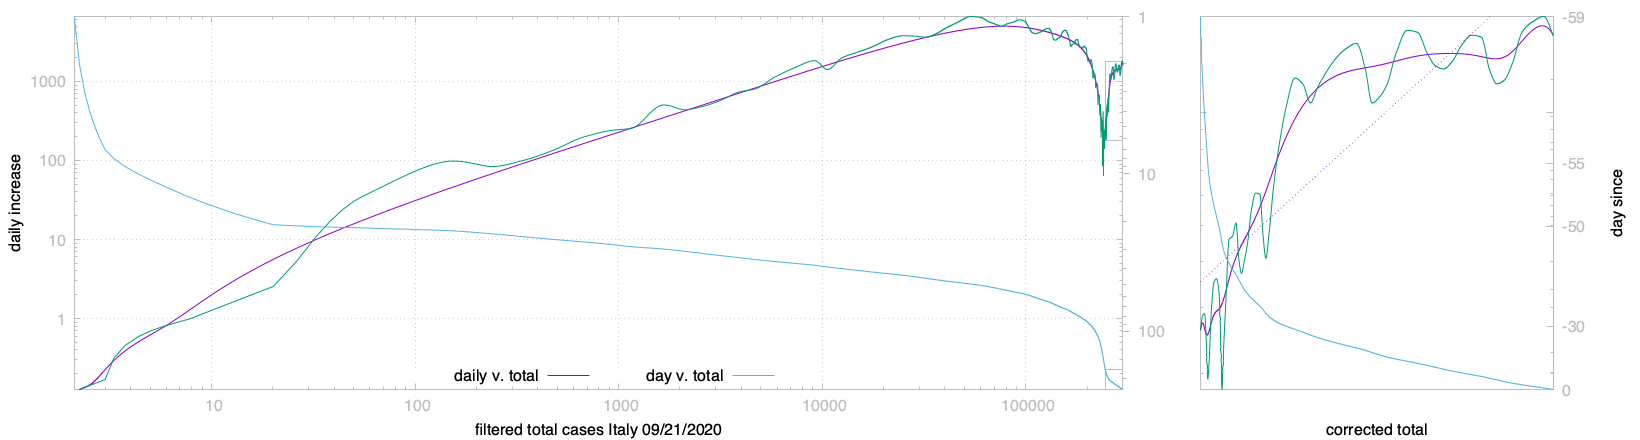 daily increase
1000
100
10
1
daily v. total
day v. total
10
100
1000
10000
100000
filtered total cases Italy 09/21/2020
1
10
100
-59
-55
-50
-30
0
day since
corrected total